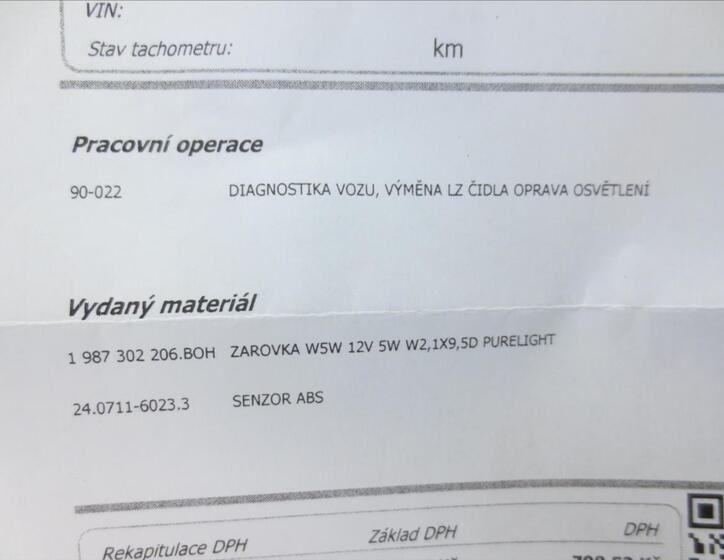 VIN:
Stav tachometru: km
Pracovní operace
90-022 DIAGNOSTIKA VOZU, VÝMĚNA LZ ČIDLA OPRAVA OSVĚTLENÍ
Vydaný materiál
1 987 302 206.BOH ZAROVKA W5W 12V 5W W2,1X9,5D PURELIGHT
24.0711-6023.3 SENZOR ABS
Rekapitulace DPH Základ DPH DPH